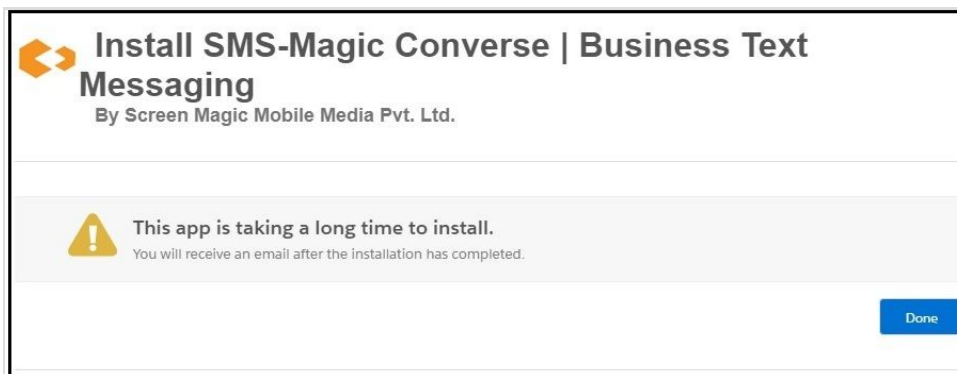 Install SMS-Magic Converse | Business Text
Messaging
By Screen Magic Mobile Media Pvt. Ltd.
This app is taking a long time to install.
You will receive an email after the installation has completed.
Done